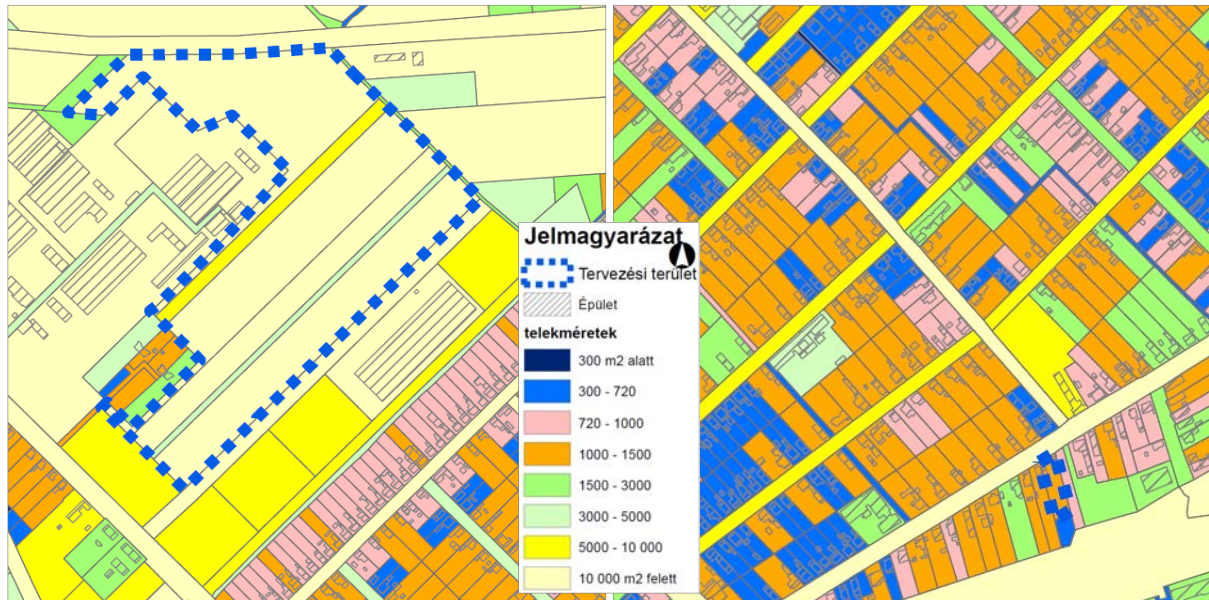 Jelmagyarázat
Tervezési terület
Épület
telekméretek
300 m2 alatt
300 - 720
720 - 1000
1000 - 1500
1500 - 3000
3000 - 5000
5000 - 10 000
10 000 m2 felett